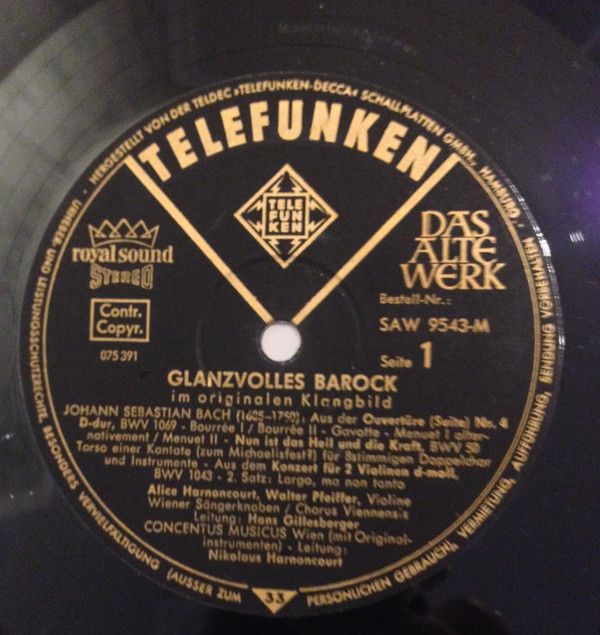 · HERGESTELLT VON DER TELDEC »TELEFUNKEN-DECCA« SCHALLPLATTEN GMBH, HAMBURG ·
TELEFUNKEN
TELE
FUN
KEN
royal sound
STEREO
DAS
ALTE
WERK
Contr.
Copyr.
Bestell-Nr.:
SAW 9543-M
075 391
Seite 1
GLANZVOLLES BAROCK
im originalen Klangbild
JOHANN SEBASTIAN BACH (1685-1750): Aus der Ouvertüre (Suite) Nr. 4
D-dur, BWV 1069 - Bourrée I / Bourrée II - Gavotte - Menuet I alter-
nativement / Menuet II - Nun ist das Heil und die Kraft, BWV 50
Torso einer Kantate (zum Michaelisfest?) für 8stimmigen Doppelchor
und Instrumente - Aus dem Konzert für 2 Violinen d-moll,
BWV 1043 - 2. Satz: Largo, ma non tanto
Alice Harnoncourt, Walter Pfeiffer, Violine
Wiener Sängerknaben / Chorus Viennensis
Leitung: Hans Gillesberger
CONCENTUS MUSICUS Wien (mit Original-
instrumenten) - Leitung:
Nikolaus Harnoncourt
33
URHEBER- UND LEISTUNGSSCHUTZRECHTE BESONDERS VERVIELFÄLTIGUNG (AUSSER ZUM PERSÖNLICHEN GEBRAUCH), VERMIETUNG, AUFFÜHRUNG, SENDUNG VORBEHALTEN